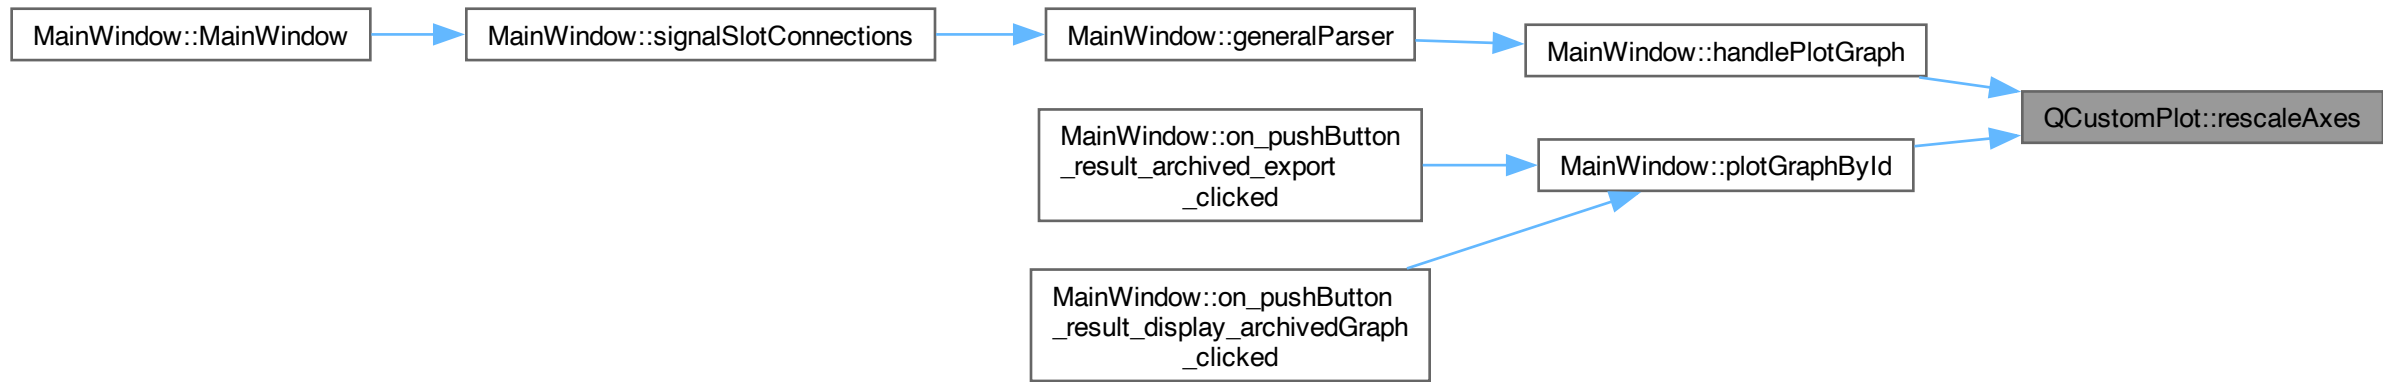 MainWindow::MainWindow
MainWindow::signalSlotConnections
MainWindow::generalParser
MainWindow::handlePlotGraph
QCustomPlot::rescaleAxes
MainWindow::on_pushButton
_result_archived_export
_clicked
MainWindow::plotGraphById
MainWindow::on_pushButton
_result_display_archivedGraph
_clicked